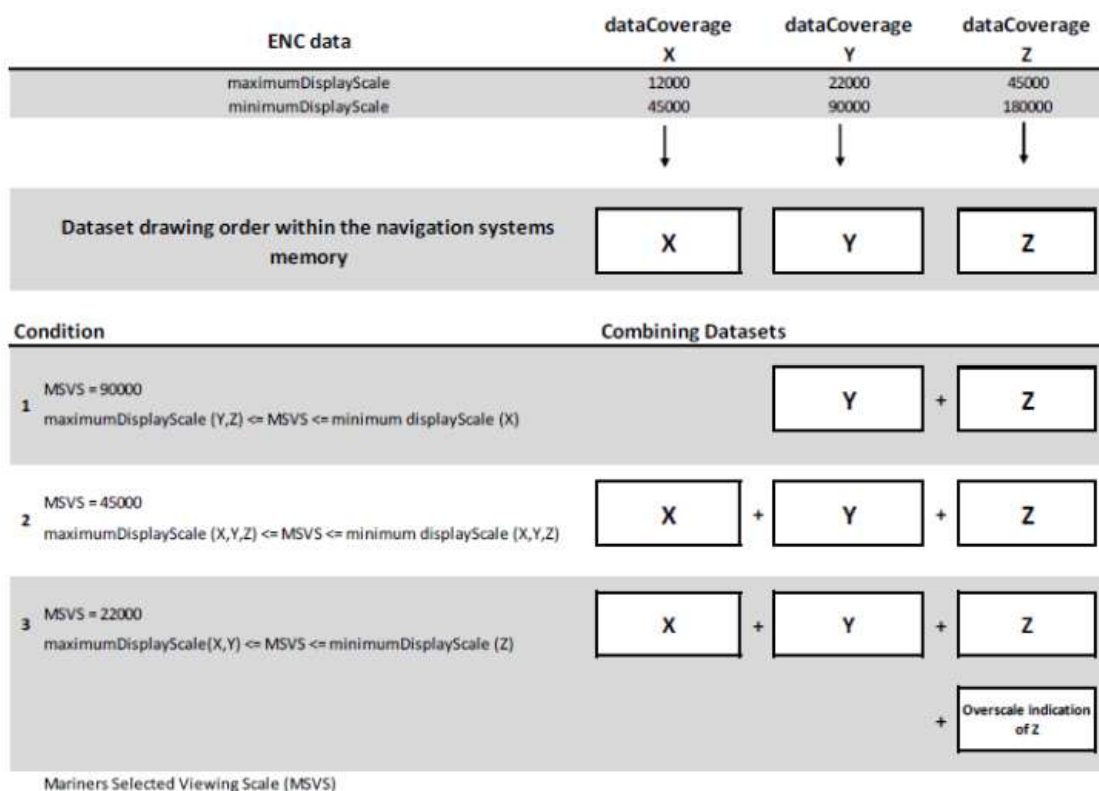 ENC data dataCoverage X dataCoverage Y dataCoverage Z
maximumDisplayScale 12000 22000 45000
minimumDisplayScale 45000 90000 180000
Dataset drawing order within the navigation systems memory X Y Z
Condition Combining Datasets
1 MSVS = 90000
maximumDisplayScale (Y,Z) <= MSVS <= minimum displayScale (X)
Y + Z
2 MSVS = 45000
maximumDisplayScale (X,Y,Z) <= MSVS <= minimum displayScale (X,Y,Z)
X + Y + Z
3 MSVS = 22000
maximumDisplayScale(X,Y) <= MSVS <= minimumDisplayScale (Z)
X + Y + Z
+ Overscale indication of Z
Mariners Selected Viewing Scale (MSVS)